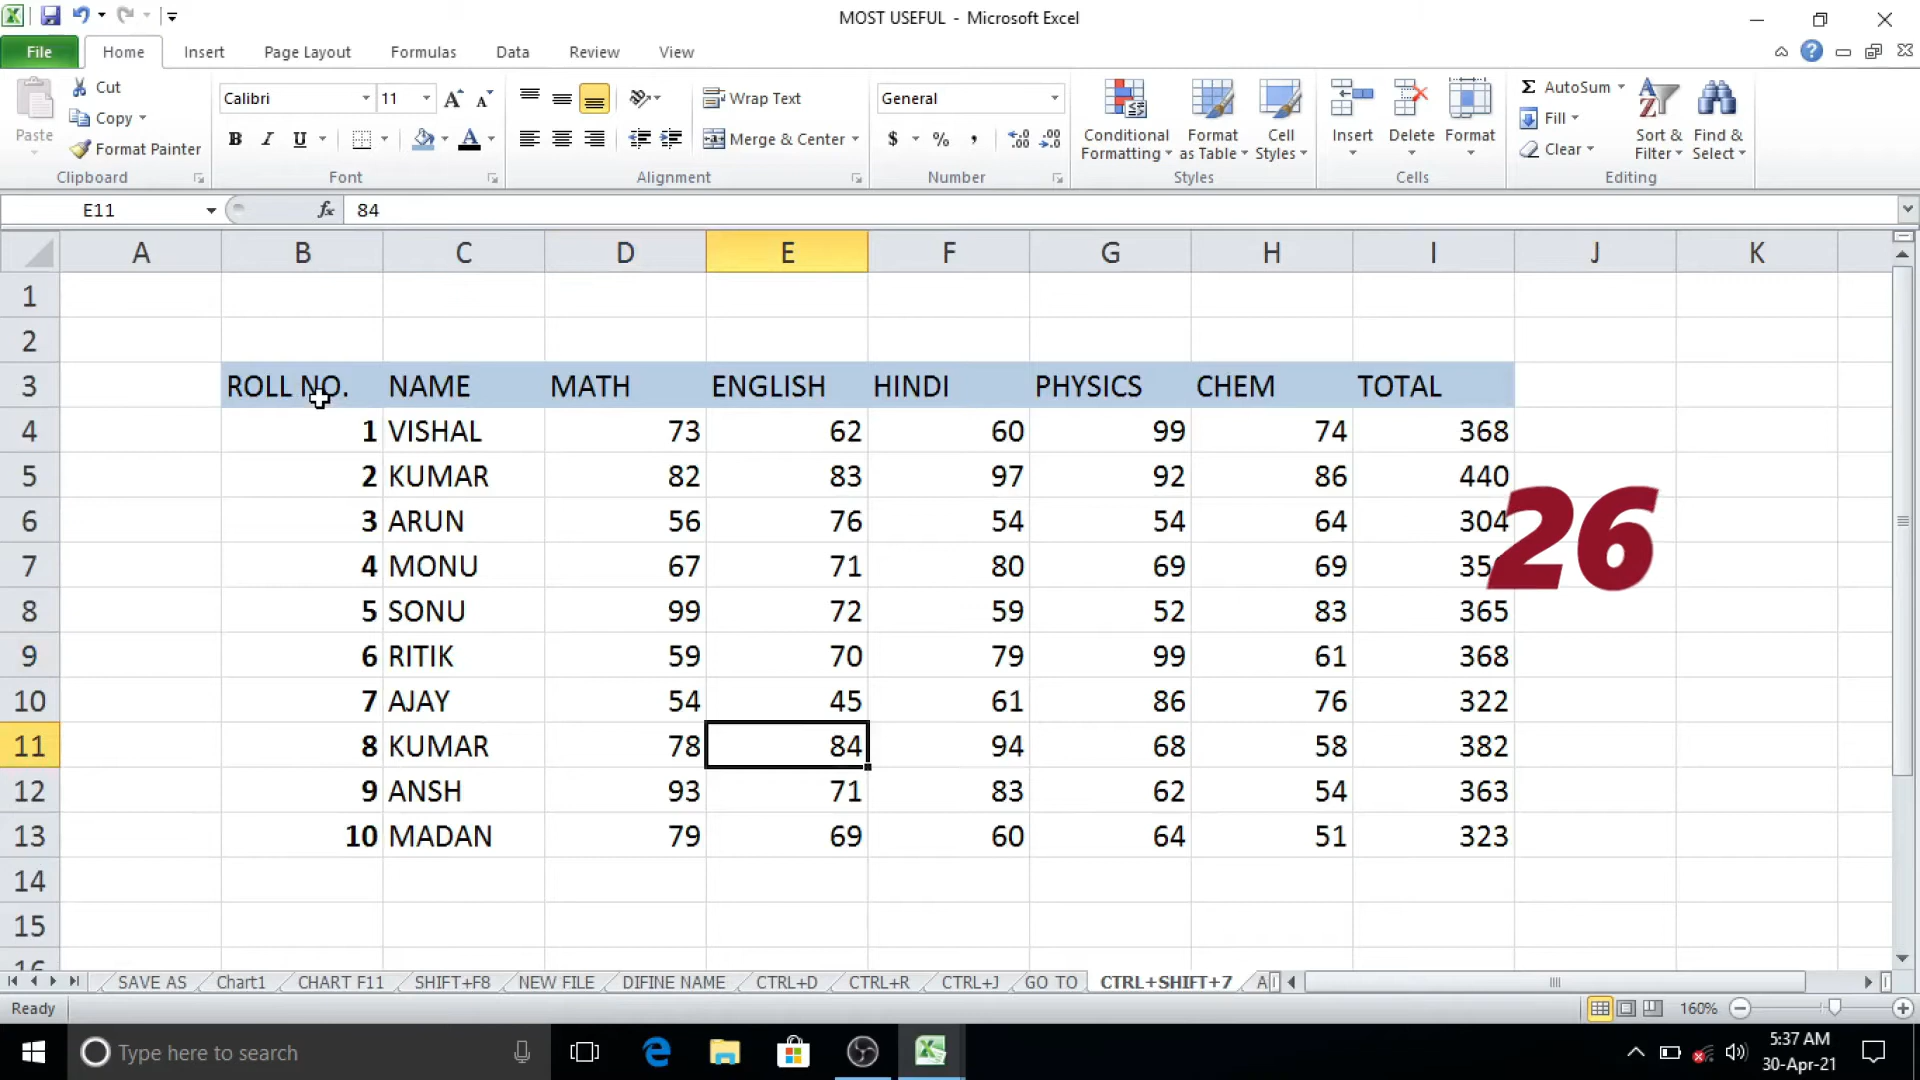 MOST USEFUL - Microsoft Excel
File Home Insert Page Layout Formulas Data Review View
Paste
Cut
Copy
Format Painter
Clipboard
Calibri 11
B I U
Font
Wrap Text
Merge & Center
Alignment
General
$ % ,
Number
Conditional Formatting
Format as Table
Cell Styles
Styles
Insert Delete Format
Cells
AutoSum
Fill
Clear
Sort & Filter
Find & Select
Editing
E11 fx 84
A B C D E F G H I J K
1
2
3 ROLL NO. NAME MATH ENGLISH HINDI PHYSICS CHEM TOTAL
4 1 VISHAL 73 62 60 99 74 368
5 2 KUMAR 82 83 97 92 86 440
6 3 ARUN 56 76 54 54 64 304
26
7 4 MONU 67 71 80 69 69
8 5 SONU 99 72 59 52 83 365
9 6 RITIK 59 70 79 99 61 368
10 7 AJAY 54 45 61 86 76 322
11 8 KUMAR 78 84 94 68 58 382
12 9 ANSH 93 71 83 62 54 363
13 10 MADAN 79 69 60 64 51 323
14
15
16
SAVE AS Chart1 CHART F11 SHIFT+F8 NEW FILE DIFINE NAME CTRL+D CTRL+R CTRL+J GO TO CTRL+SHIFT+7
Ready 160%
Type here to search
5:37 AM
30-Apr-21